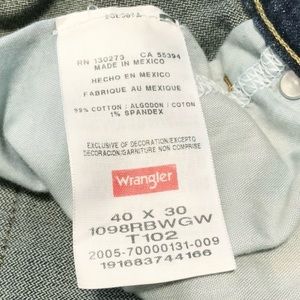 RN 130273 CA 55394
MADE IN MEXICO
HECHO EN MEXICO
FABRIQUE AU MEXIQUE
99% COTTON / ALGODON / COTON
1% SPANDEX
EXCLUSIVE OF DECORATION/EXCEPTO
DECORACION/GARNITURE NON COMPRISE
Wrangler
40 X 30
1098RBWGW
T102
2005-70000131-009
191683744166